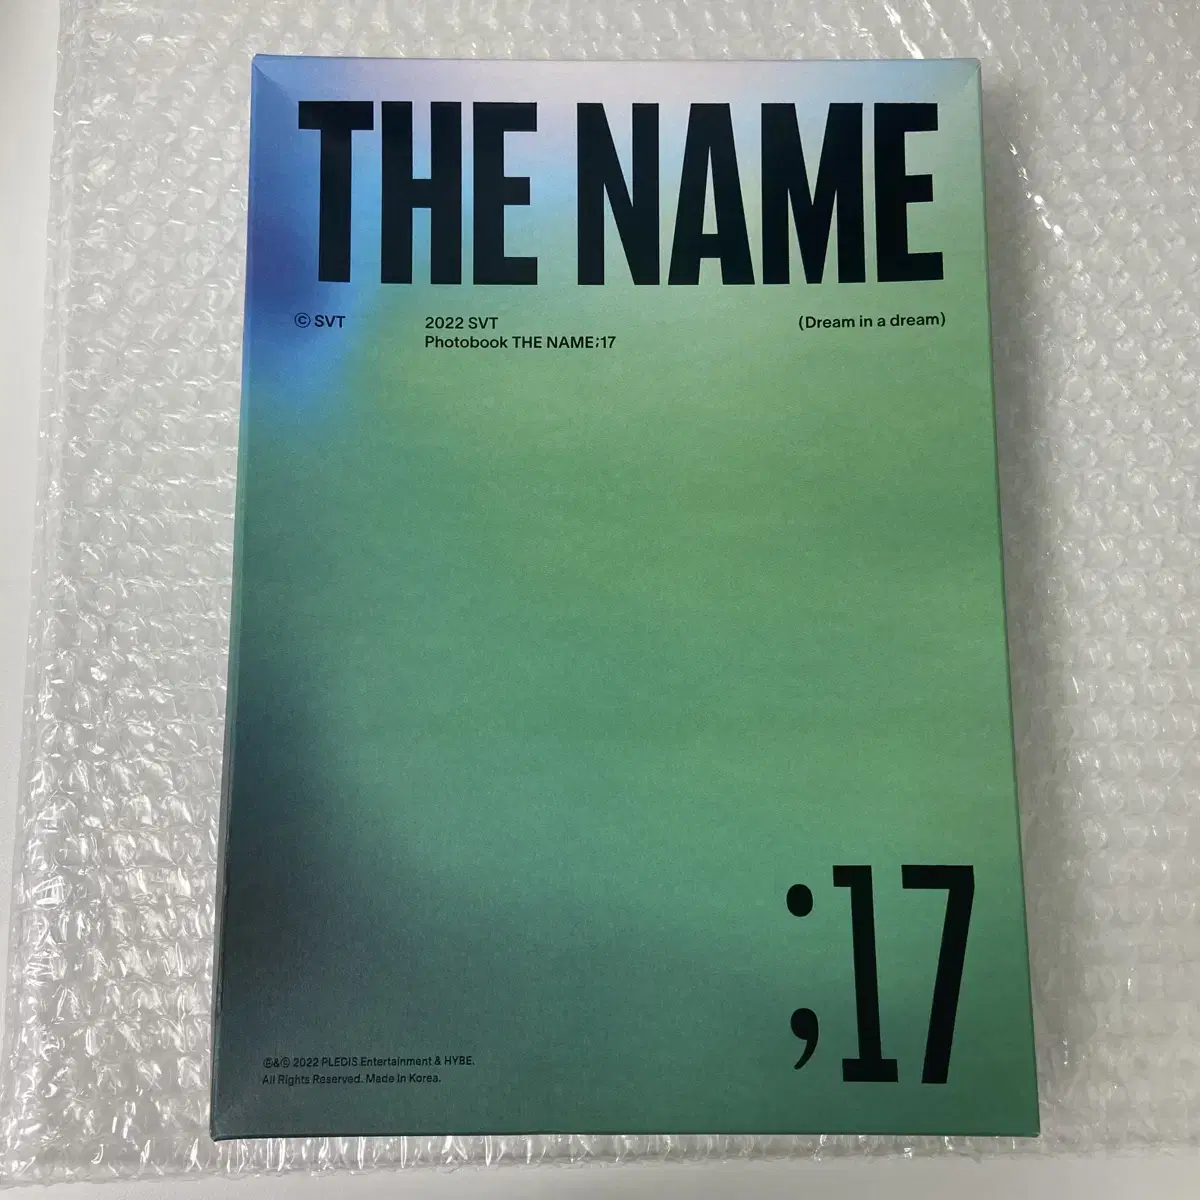 THE NAME
© SVT
2022 SVT
Photobook THE NAME;17
(Dream in a dream)
;17
℗&© 2022 PLEDIS Entertainment & HYBE.
All Rights Reserved. Made In Korea.